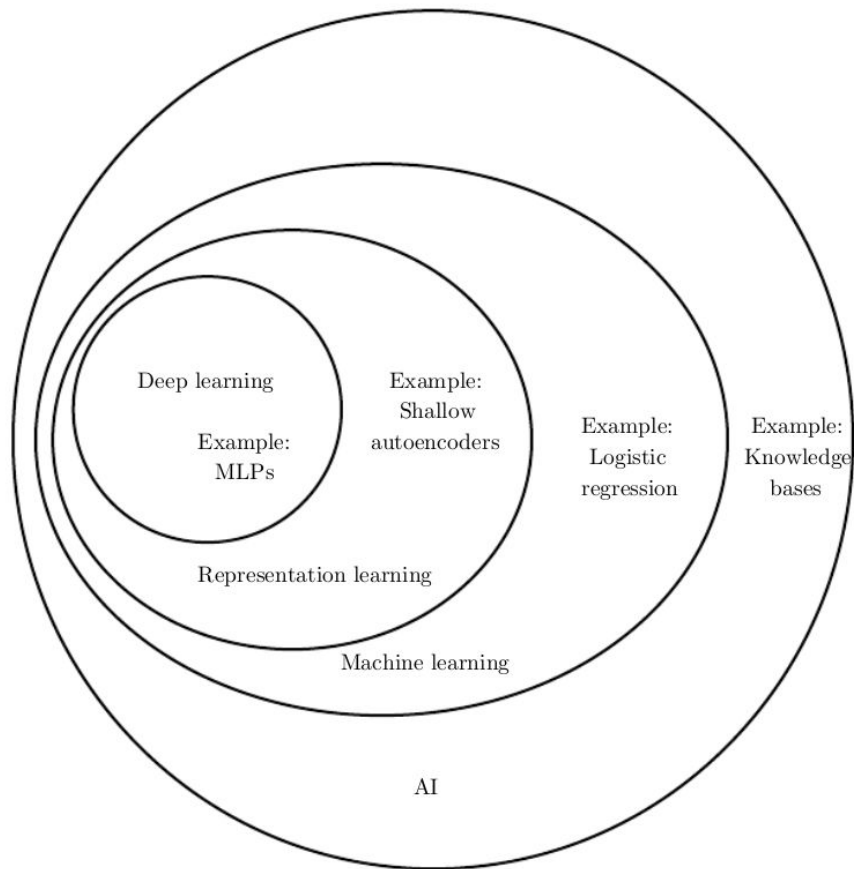 Deep learning
Example:
MLPs
Example:
Shallow
autoencoders
Example:
Logistic
regression
Example:
Knowledge
bases
Representation learning
Machine learning
AI